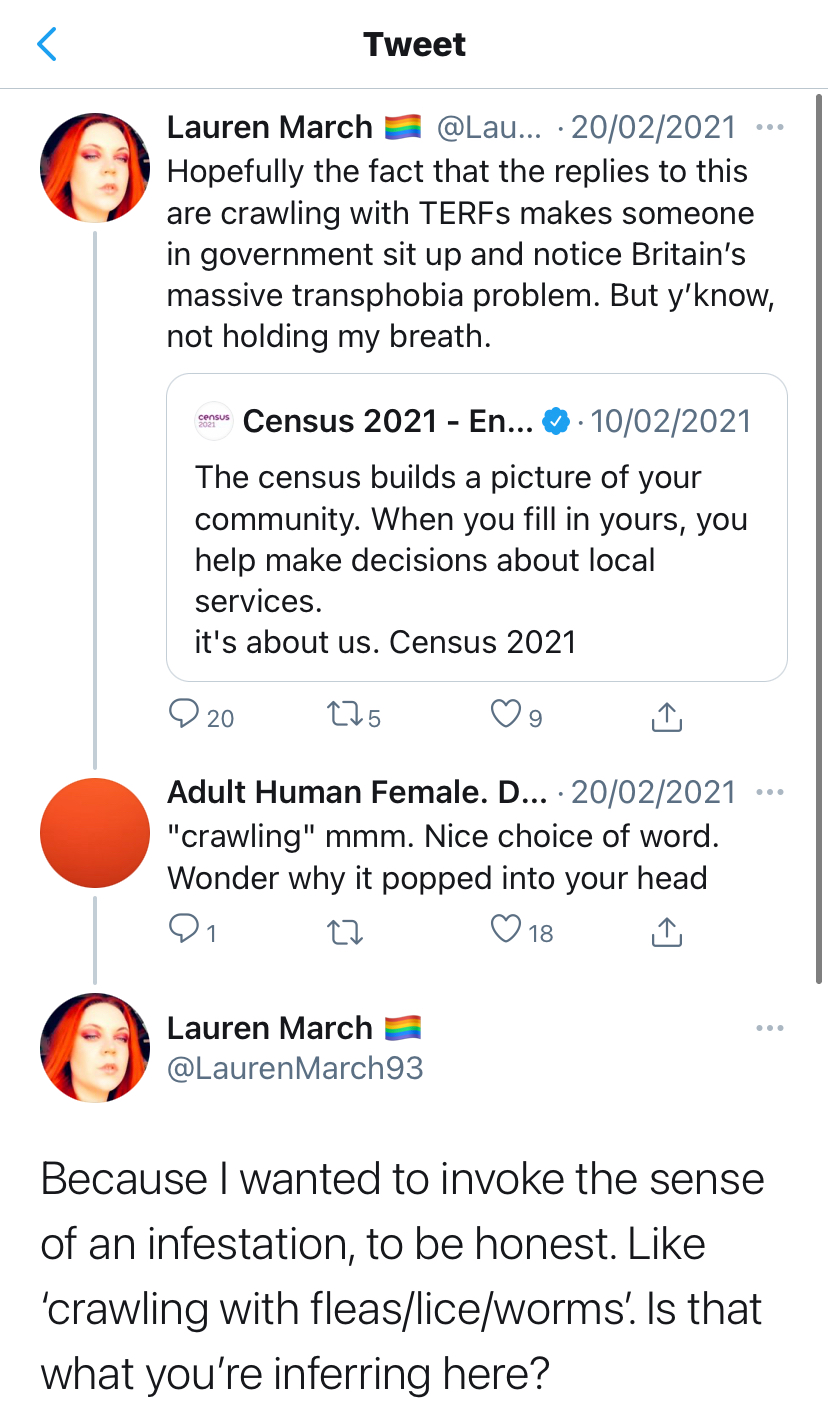 Tweet
Lauren March 🏳️‍🌈 @Lau... · 20/02/2021
Hopefully the fact that the replies to this
are crawling with TERFs makes someone
in government sit up and notice Britain’s
massive transphobia problem. But y’know,
not holding my breath.
census
2021
Census 2021 - En... · 10/02/2021
The census builds a picture of your
community. When you fill in yours, you
help make decisions about local
services.
it's about us. Census 2021
20 5 9
Adult Human Female. D... · 20/02/2021
"crawling" mmm. Nice choice of word.
Wonder why it popped into your head
1 18
Lauren March 🏳️‍🌈
@LaurenMarch93
Because I wanted to invoke the sense
of an infestation, to be honest. Like
‘crawling with fleas/lice/worms’. Is that
what you’re inferring here?